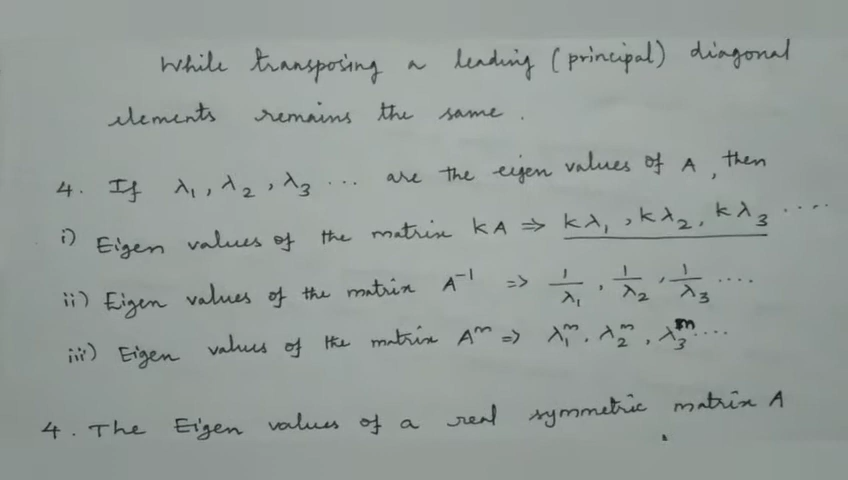 While transposing a leading (principal) diagonal
elements remains the same.
4. If λ₁, λ₂, λ₃ ... are the eigen values of A, then
i) Eigen values of the matrix kA ⇒ kλ₁, kλ₂, kλ₃ ....
ii) Eigen values of the matrix A⁻¹ ⇒ 1/λ₁, 1/λ₂, 1/λ₃ ....
iii) Eigen values of the matrix Aᵐ ⇒ λ₁ᵐ, λ₂ᵐ, λ₃ᵐ ....
4. The Eigen values of a real symmetric matrix A